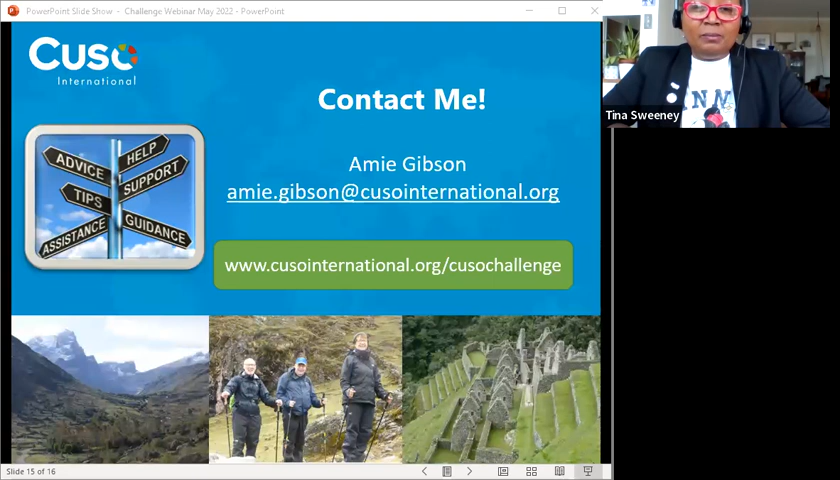 PowerPoint Slide Show - Challenge Webinar May 2022 - PowerPoint
Cuso
International
Contact Me!
ADVICE
HELP
SUPPORT
TIPS
GUIDANCE
ASSISTANCE
Amie Gibson
amie.gibson@cusointernational.org
www.cusointernational.org/cusochallenge
Tina Sweeney
Slide 15 of 16